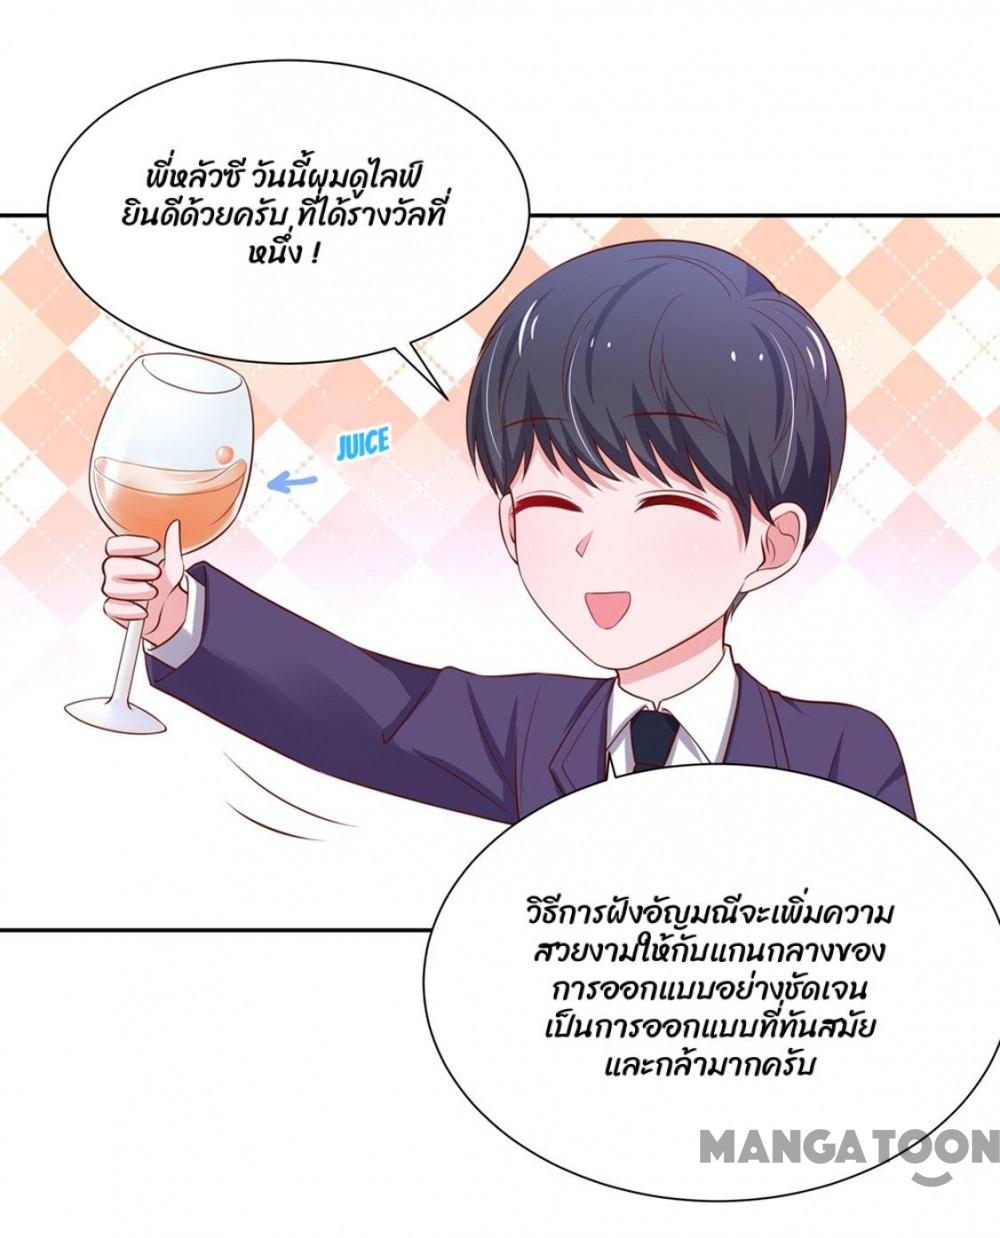 พี่หลัวซี วันนี้ผมดูไลฟ์
ยินดีด้วยครับ ที่ได้รางวัลที่
หนึ่ง !
JUICE
วิธีการฝังอัญมณีจะเพิ่มความ
สวยงามให้กับแกนกลางของ
การออกแบบอย่างชัดเจน
เป็นการออกแบบที่ทันสมัย
และกล้ามากครับ
MANGATOON